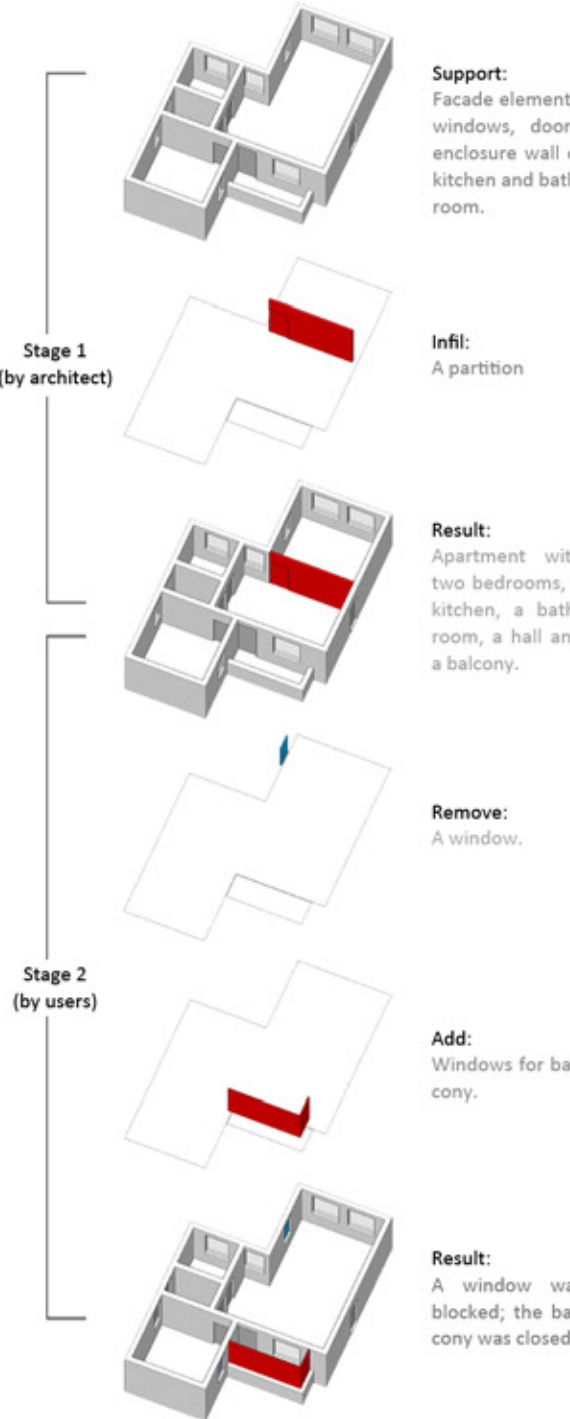 Support:
Facade element
windows, door
enclosure wall
kitchen and bat
room.
Stage 1
(by architect)
Infil:
A partition
Result:
Apartment wit
two bedrooms,
kitchen, a bath
room, a hall an
a balcony.
Remove:
A window.
Stage 2
(by users)
Add:
Windows for ba
cony.
Result:
A window wa
blocked; the ba
cony was closed